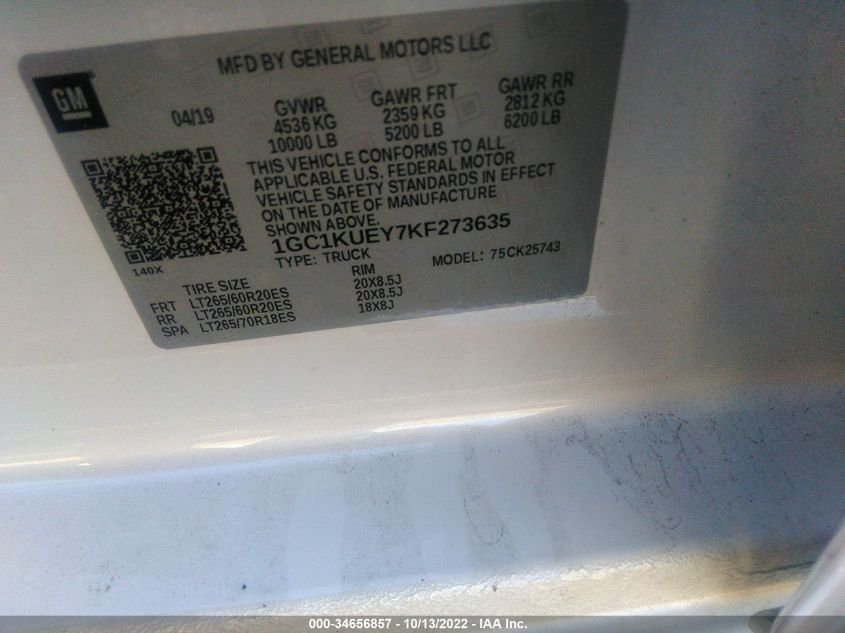 MFD BY GENERAL MOTORS LLC
GM
04/19 GVWR GAWR FRT GAWR RR
4536 KG 2359 KG 2812 KG
10000 LB 5200 LB 6200 LB
THIS VEHICLE CONFORMS TO ALL
APPLICABLE U.S. FEDERAL MOTOR
VEHICLE SAFETY STANDARDS IN EFFECT
ON THE DATE OF MANUFACTURE
SHOWN ABOVE.
1GC1KUEY7KF273635
140X
TYPE: TRUCK MODEL: 75CK25743
TIRE SIZE RIM
FRT LT265/60R20ES 20X8.5J
RR LT265/60R20ES 20X8.5J
SPA LT265/70R18ES 18X8J
000-34656857 - 10/13/2022 - IAA Inc.